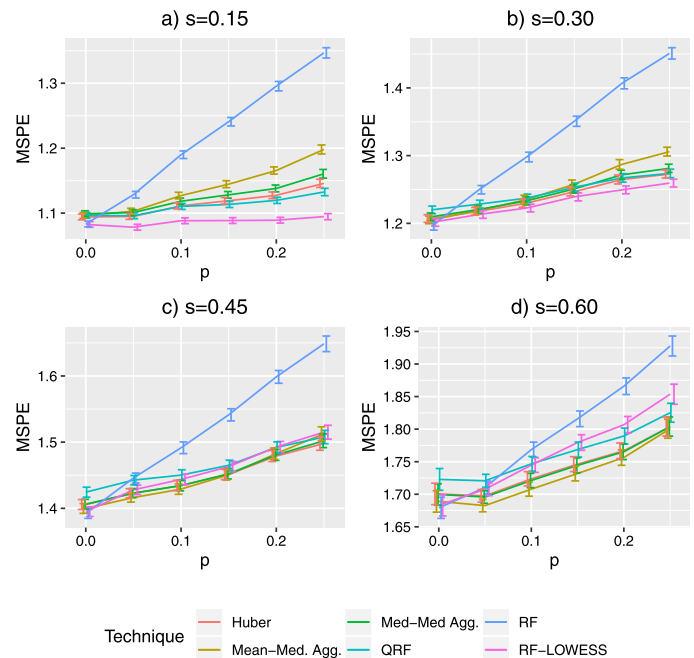 a) s=0.15
b) s=0.30
MSPE
1.3
1.2
1.1
0.0
0.1
0.2
p
MSPE
1.4
1.3
1.2
0.0
0.1
0.2
p
c) s=0.45
d) s=0.60
MSPE
1.6
1.5
1.4
0.0
0.1
0.2
p
MSPE
1.95
1.90
1.85
1.80
1.75
1.70
1.65
0.0
0.1
0.2
p
Technique
Huber
Mean−Med. Agg.
Med−Med Agg.
QRF
RF
RF−LOWESS